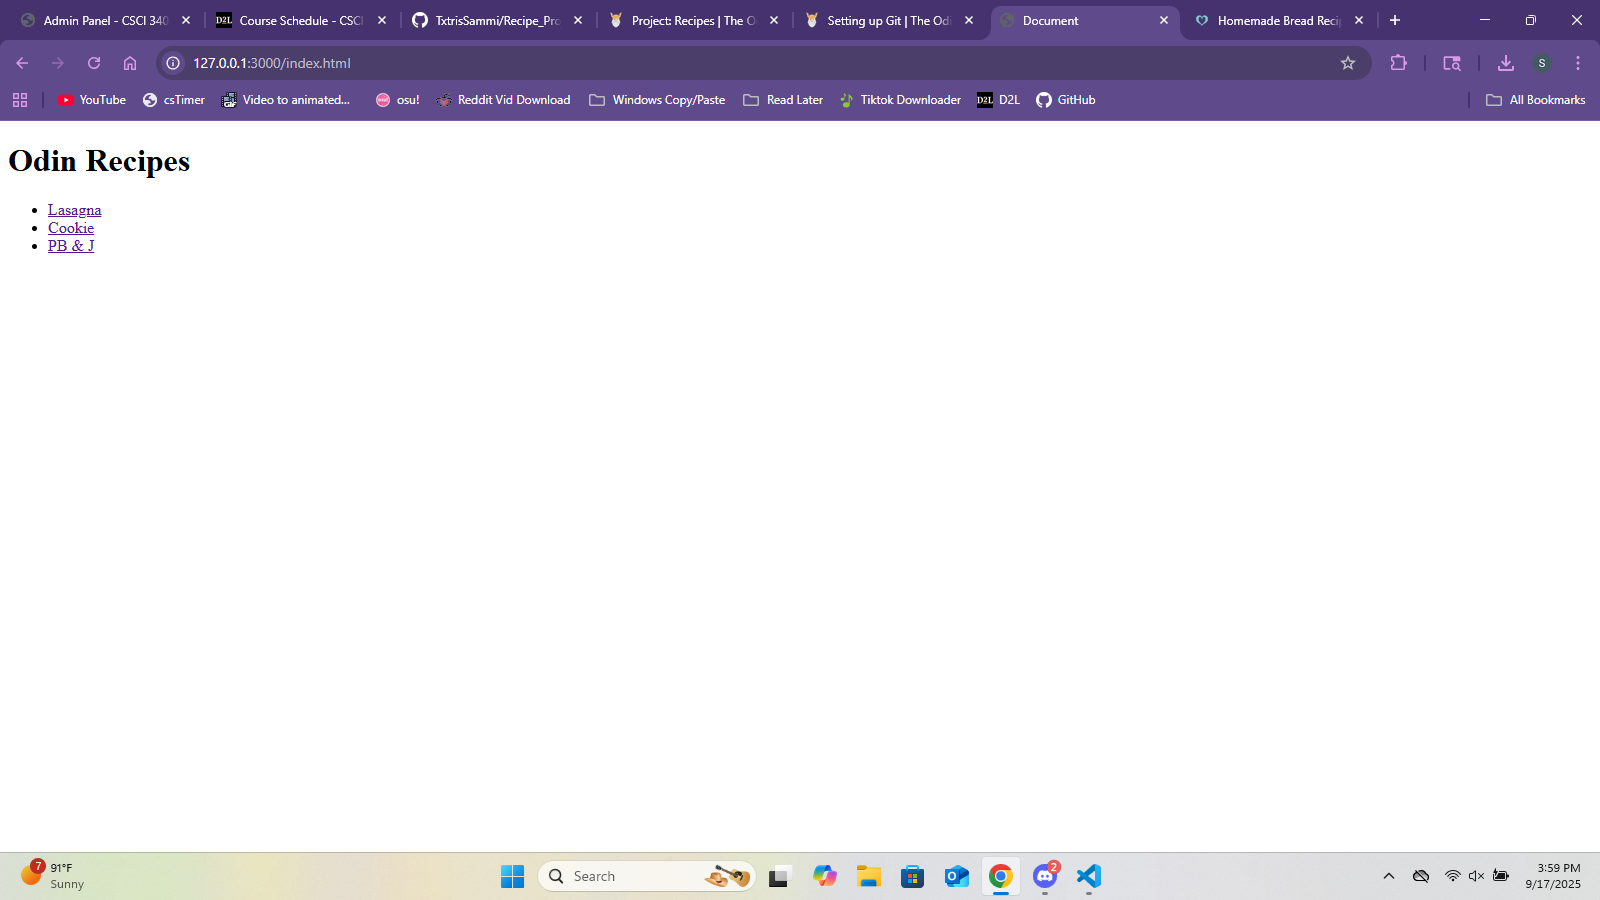 Admin Panel - CSCI 340
Course Schedule - CSCI
TxtrisSammi/Recipe_Pro
Project: Recipes | The O
Setting up Git | The Odi
Document
Homemade Bread Reci
127.0.0.1:3000/index.html
S
YouTube
csTimer
Video to animated...
osu!
Reddit Vid Download
Windows Copy/Paste
Read Later
Tiktok Downloader
D2L
D2L
GitHub
All Bookmarks
Odin Recipes
Lasagna
Cookie
PB & J
7
91°F
Sunny
Search
2
3:59 PM
9/17/2025